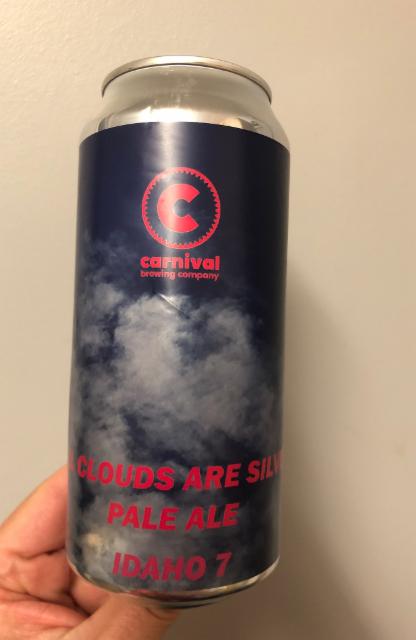 C
carnival
brewing company
CLOUDS ARE
PALE ALE
IDAHO 7